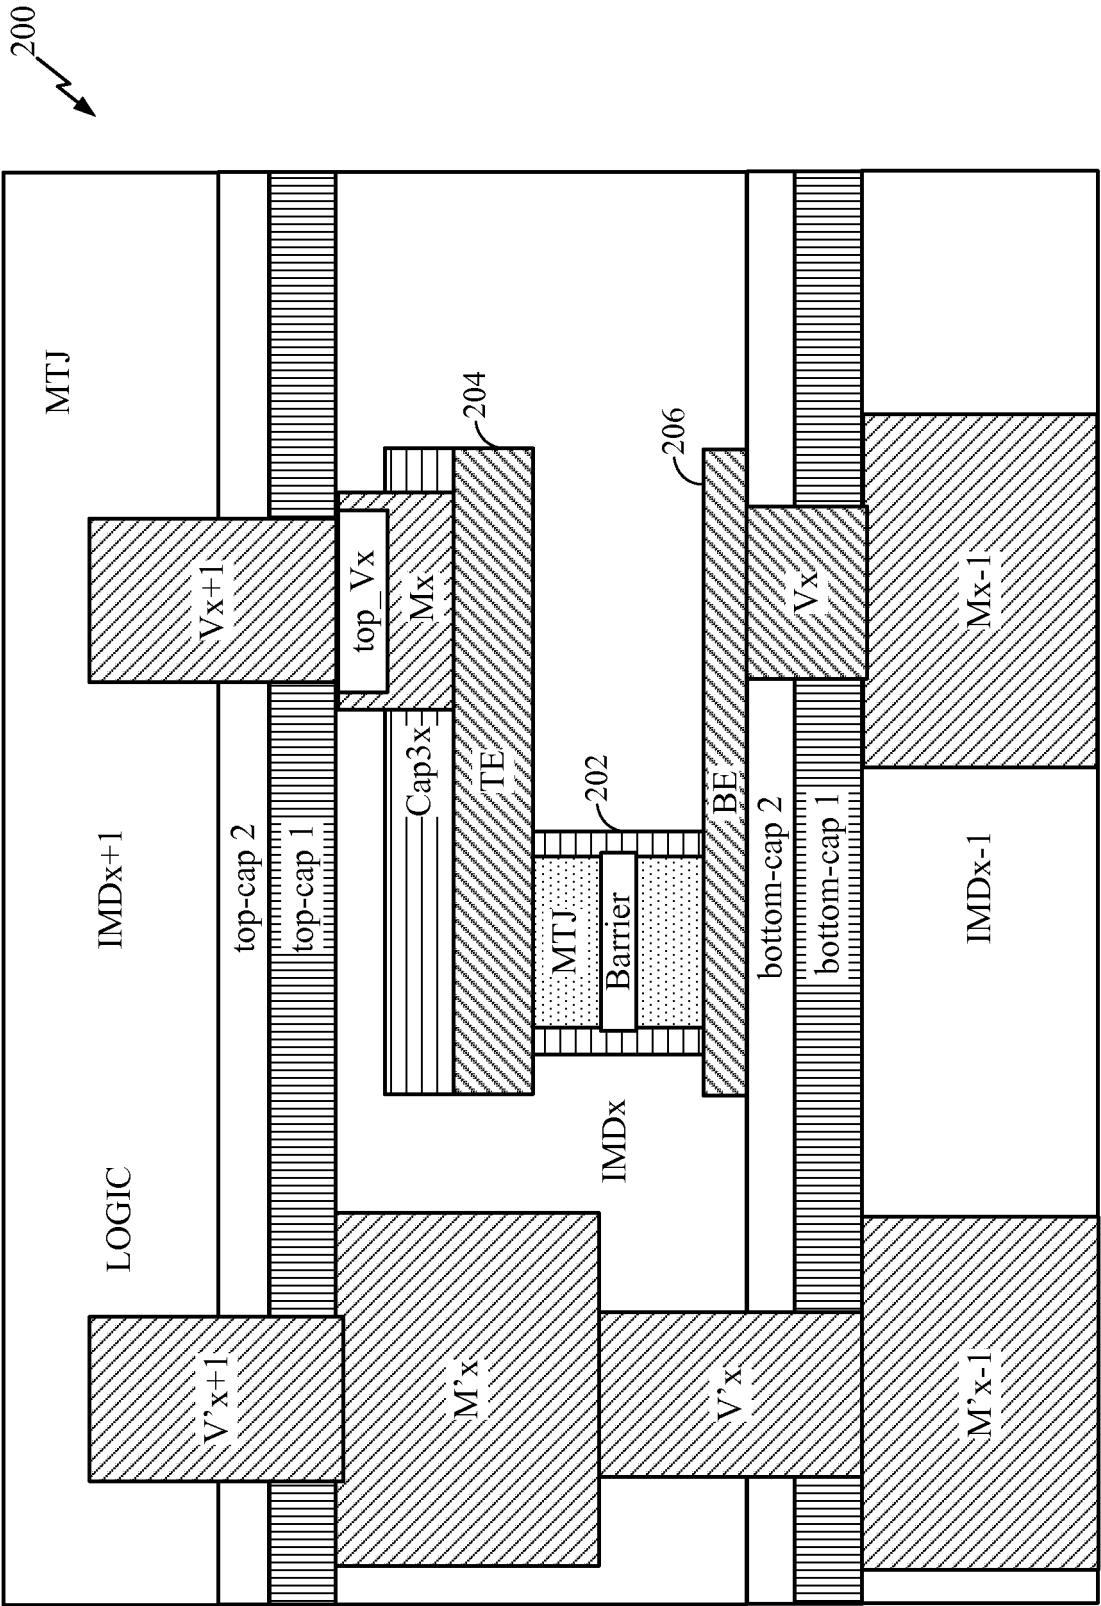 200
LOGIC
IMDx+1
MTJ
V'x+1
Vx+1
top-cap 2
top-cap 1
top_Vx
Mx
Cap3x
TE
204
M'x
MTJ
Barrier
202
IMDx
206
BE
V'x
bottom-cap 2
bottom-cap 1
Vx
M'x-1
IMDx-1
Mx-1